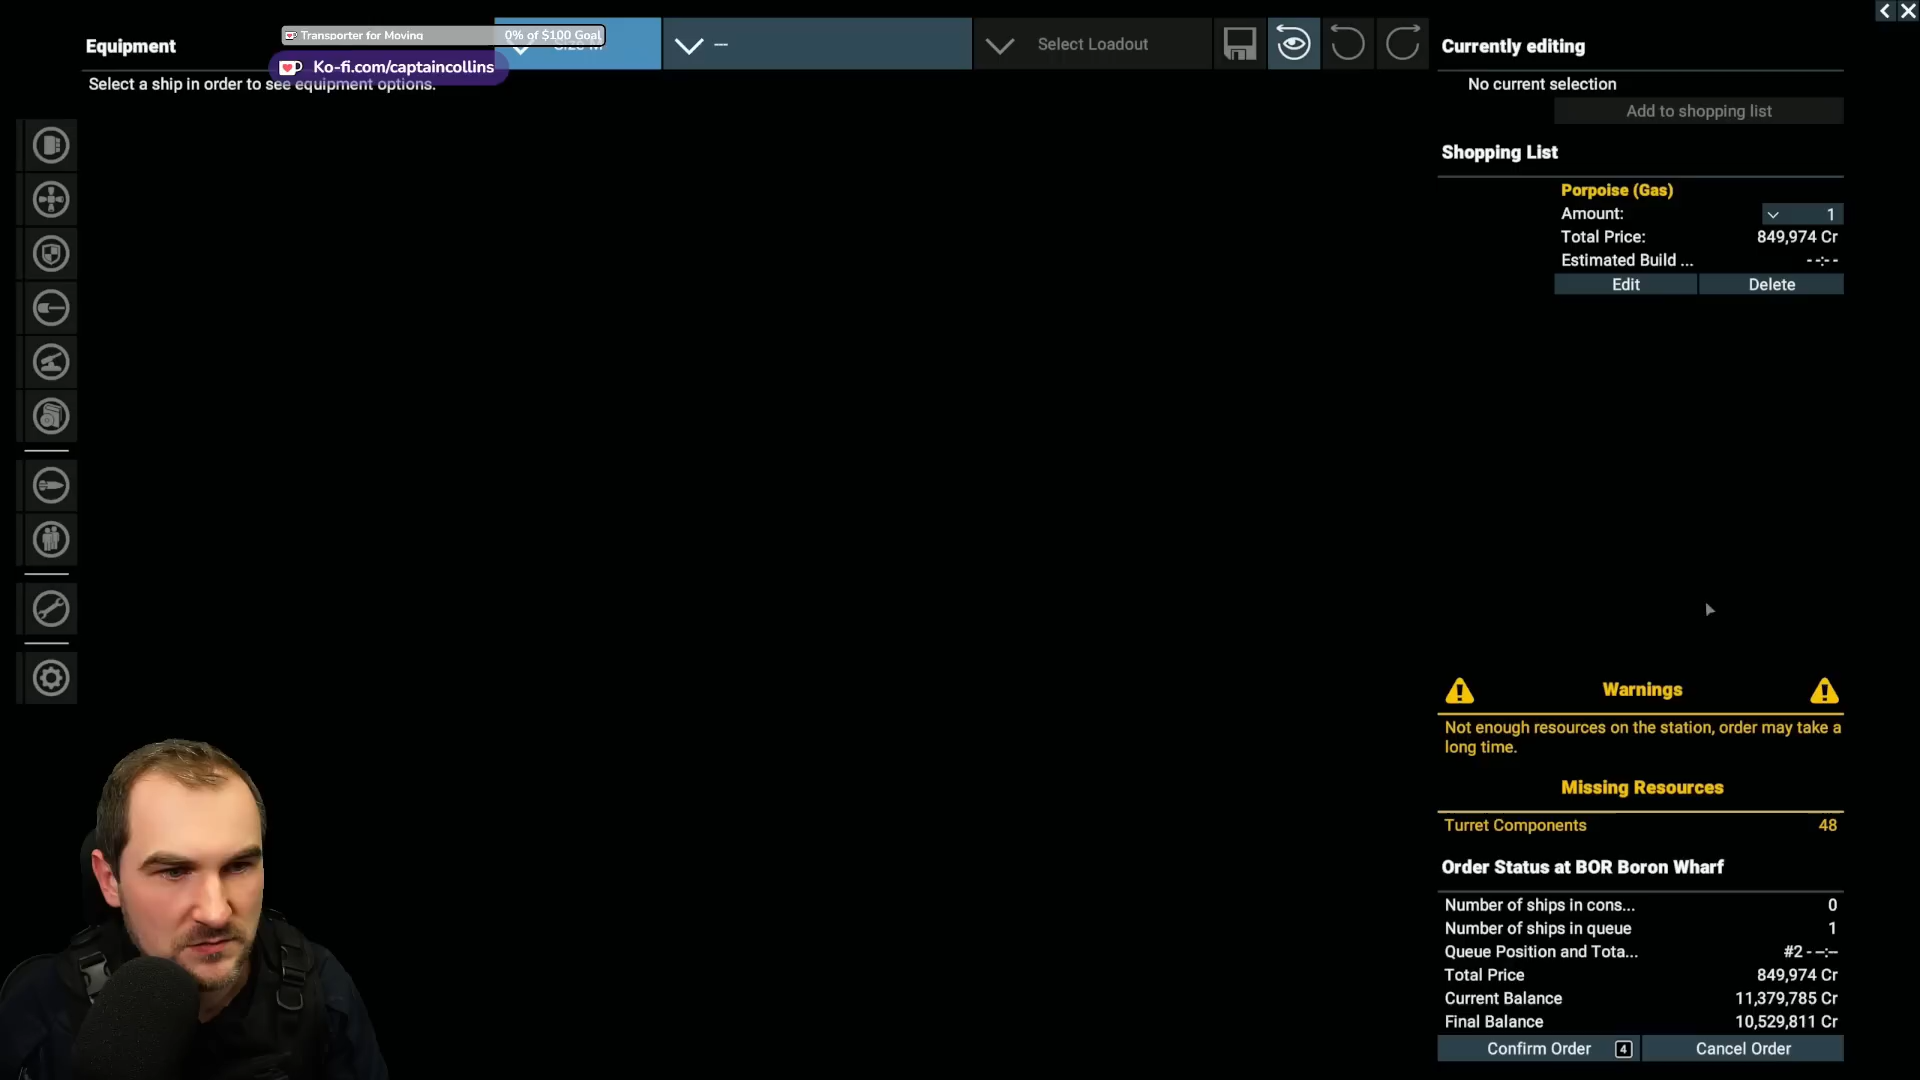 Equipment
Transporter for Moving 0% of $100 Goal
Ko-fi.com/captaincollins
Select a ship in order to see equipment options.
Size M
--
Select Loadout
Currently editing
No current selection
Add to shopping list
Shopping List
Porpoise (Gas)
Amount: 1
Total Price: 849,974 Cr
Estimated Build ... --:--
Edit Delete
Warnings
Not enough resources on the station, order may take a
long time.
Missing Resources
Turret Components 48
Order Status at BOR Boron Wharf
Number of ships in cons... 0
Number of ships in queue 1
Queue Position and Tota... #2 - --:--
Total Price 849,974 Cr
Current Balance 11,379,785 Cr
Final Balance 10,529,811 Cr
Confirm Order 4 Cancel Order